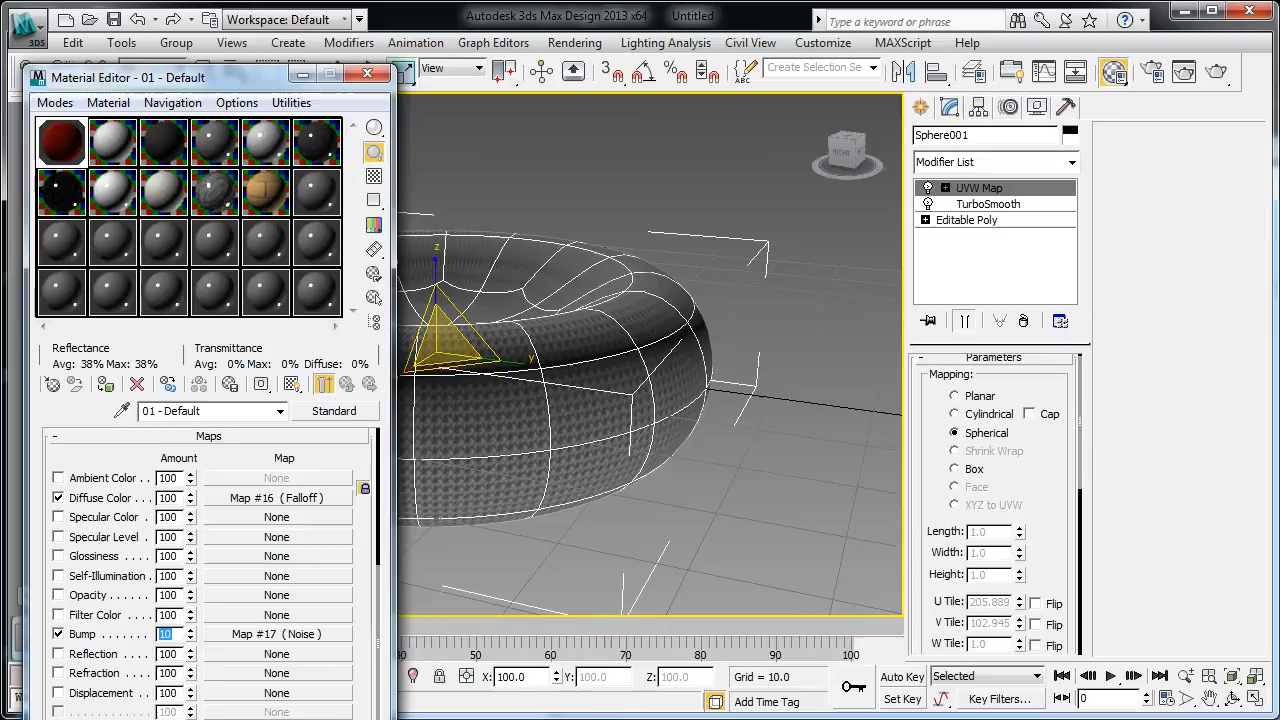 3DS
Workspace: Default
Autodesk 3ds Max Design 2013 x64 Untitled
Type a keyword or phrase
Edit Tools Group Views Create Modifiers Animation Graph Editors Rendering Lighting Analysis Civil View Customize MAXScript Help
Material Editor - 01 - Default
View
3
Create Selection Se
Modes Material Navigation Options Utilities
Sphere001
Modifier List
RIGHT
UVW Map
TurboSmooth
Editable Poly
z
y
Reflectance
Avg: 38% Max: 38%
Transmittance
Avg: 0% Max: 0% Diffuse: 0%
01 - Default
Standard
Parameters
Mapping:
Planar
Cylindrical Cap
Spherical
Shrink Wrap
Box
Face
XYZ to UVW
Length: 1.0
Width: 1.0
Height: 1.0
U Tile: 205.889 Flip
V Tile: 102.945 Flip
W Tile: 1.0 Flip
Maps
Amount Map
Ambient Color . . 100 None
Diffuse Color . . . 100 Map #16 ( Falloff )
Specular Color . 100 None
Specular Level . 100 None
Glossiness . . . . 100 None
Self-Illumination . 100 None
Opacity . . . . . 100 None
Filter Color . . . 100 None
Bump . . . . . . . 10 Map #17 ( Noise )
Reflection . . . . 100 None
Refraction . . . . 100 None
Displacement . . 100 None
100 None
50 60 70 80 90 100
X: 100.0 Y: 100.0 Z: 100.0 Grid = 10.0
Add Time Tag
Auto Key Selected
Set Key Key Filters... 0